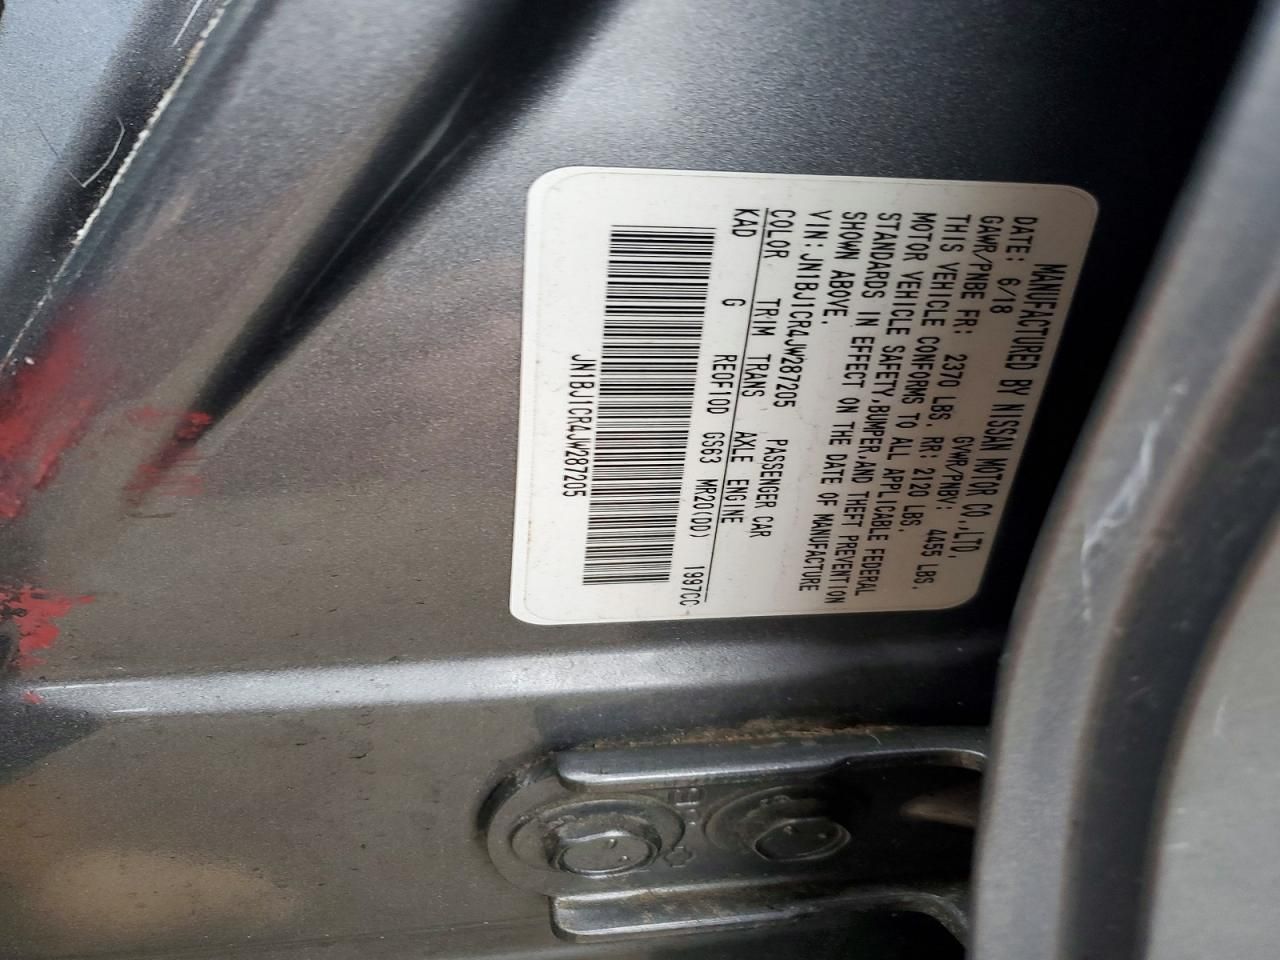 MANUFACTURED BY NISSAN MOTOR CO.,LTD.
DATE: 6/18 GVWR/PNBV: 4455 LBS.
GAWR/PNBE FR: 2370 LBS. RR: 2120 LBS.
THIS VEHICLE CONFORMS TO ALL APPLICABLE FEDERAL
MOTOR VEHICLE SAFETY,BUMPER,AND THEFT PREVENTION
STANDARDS IN EFFECT ON THE DATE OF MANUFACTURE
SHOWN ABOVE.
VIN: JN1BJ1CR4JW287205 PASSENGER CAR
COLOR TRIM TRANS AXLE ENGINE
KAD G RE0F10D GS63 MR20(DD) 1997CC
JN1BJ1CR4JW287205